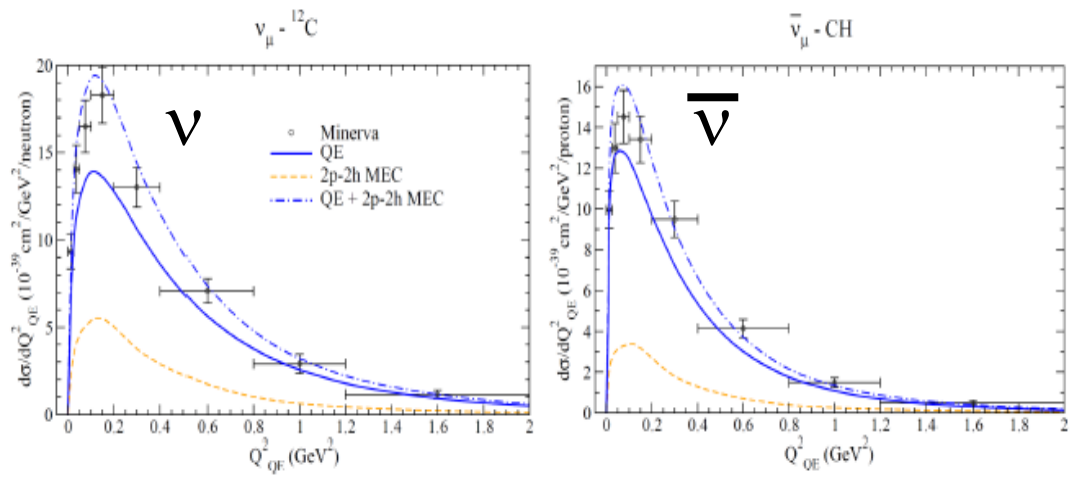 ν_μ - ¹²C
ν
Minerva
QE
2p-2h MEC
QE + 2p-2h MEC
dσ/dQ²_QE (10⁻³⁹ cm²/GeV²/neutron)
20
15
10
5
0
0 0.2 0.4 0.6 0.8 1 1.2 1.4 1.6 1.8 2
Q²_QE (GeV²)
ν̅_μ - CH
ν̅
dσ/dQ²_QE (10⁻³⁹ cm²/GeV²/proton)
16
14
12
10
8
6
4
2
0
0 0.2 0.4 0.6 0.8 1 1.2 1.4 1.6 1.8 2
Q²_QE (GeV²)